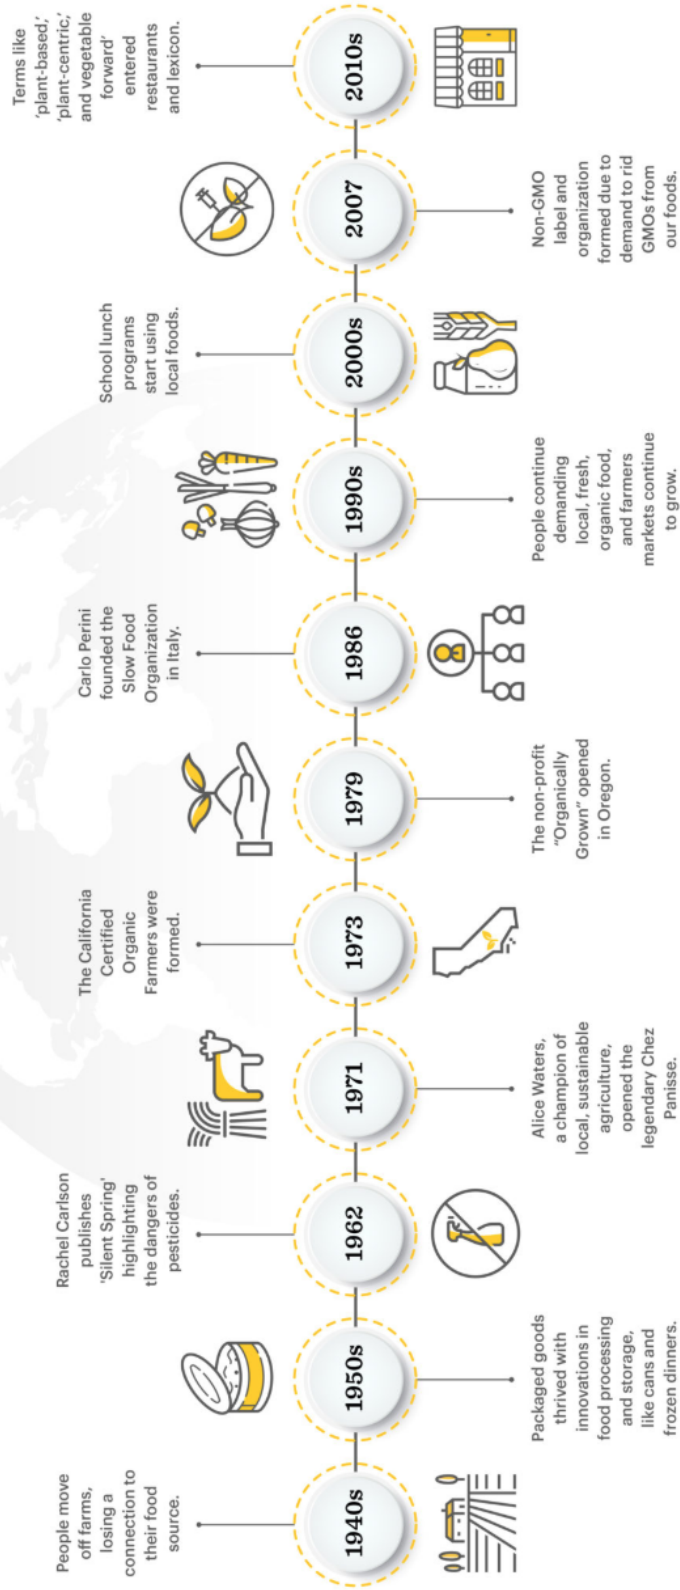 1940s
People move
off farms,
losing a
connection to
their food
source.
1950s
Packaged goods
thrived with
innovations in
food processing
and storage,
like cans and
frozen dinners.
1962
Rachel Carlson
publishes
'Silent Spring'
highlighting
the dangers of
pesticides.
1971
Alice Waters,
a champion of
local, sustainable
agriculture,
opened the
legendary Chez
Panisse.
1973
The California
Certified
Organic
Farmers were
formed.
1979
The non-profit
“Organically
Grown” opened
in Oregon.
1986
Carlo Perini
founded the
Slow Food
Organization
in Italy.
1990s
People continue
demanding
local, fresh,
organic food,
and farmers
markets continue
to grow.
2000s
School lunch
programs
start using
local foods.
2007
Non-GMO
label and
organization
formed due to
demand to rid
GMOs from
our foods.
2010s
Terms like
‘plant-based,’
‘plant-centric,’
and vegetable
forward’
entered
restaurants
and lexicon.